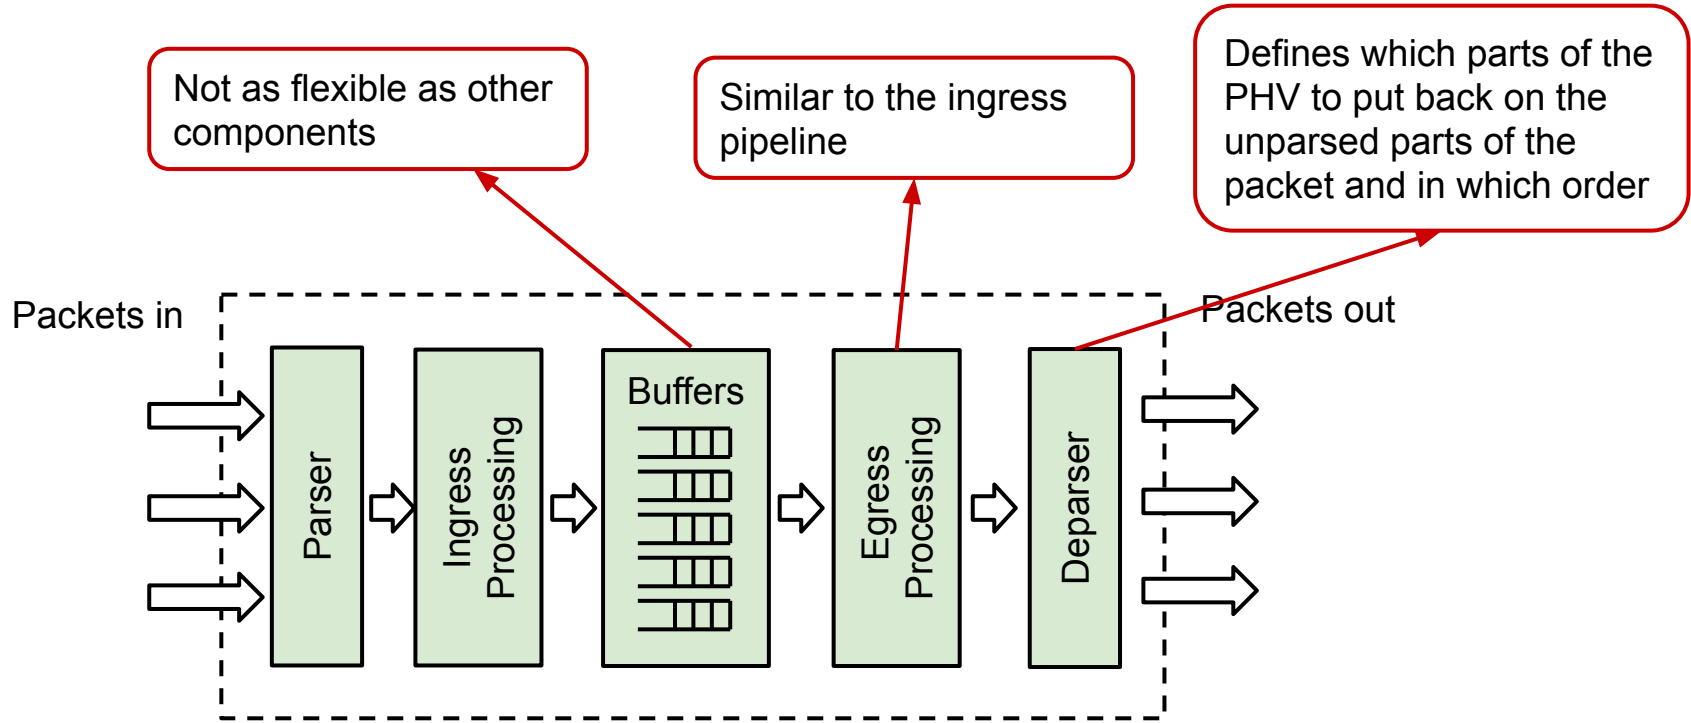 Not as flexible as other
components
Similar to the ingress
pipeline
Defines which parts of the
PHV to put back on the
unparsed parts of the
packet and in which order
Packets in
Packets out
Parser
Ingress
Processing
Buffers
Egress
Processing
Deparser